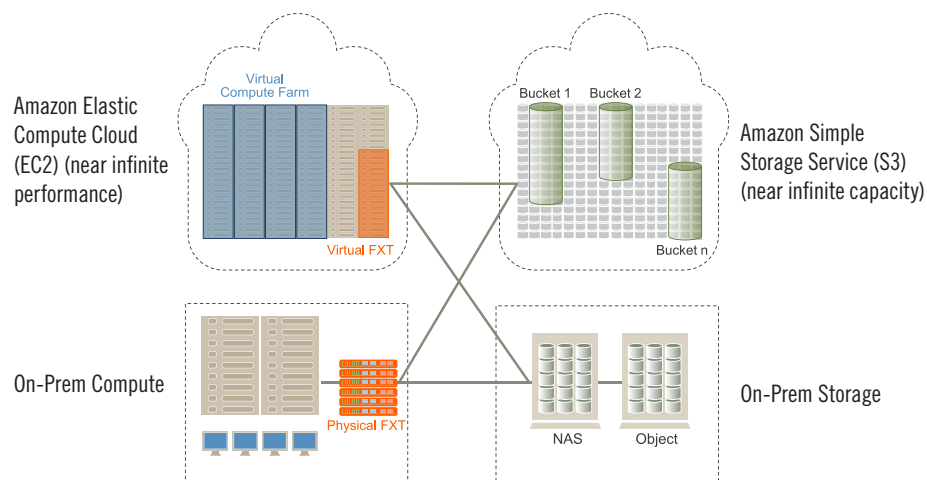 Amazon Elastic
Compute Cloud
(EC2) (near infinite
performance)
Virtual
Compute Farm
Virtual FXT
Bucket 1
Bucket 2
Bucket n
Amazon Simple
Storage Service (S3)
(near infinite capacity)
On-Prem Compute
Physical FXT
NAS
Object
On-Prem Storage